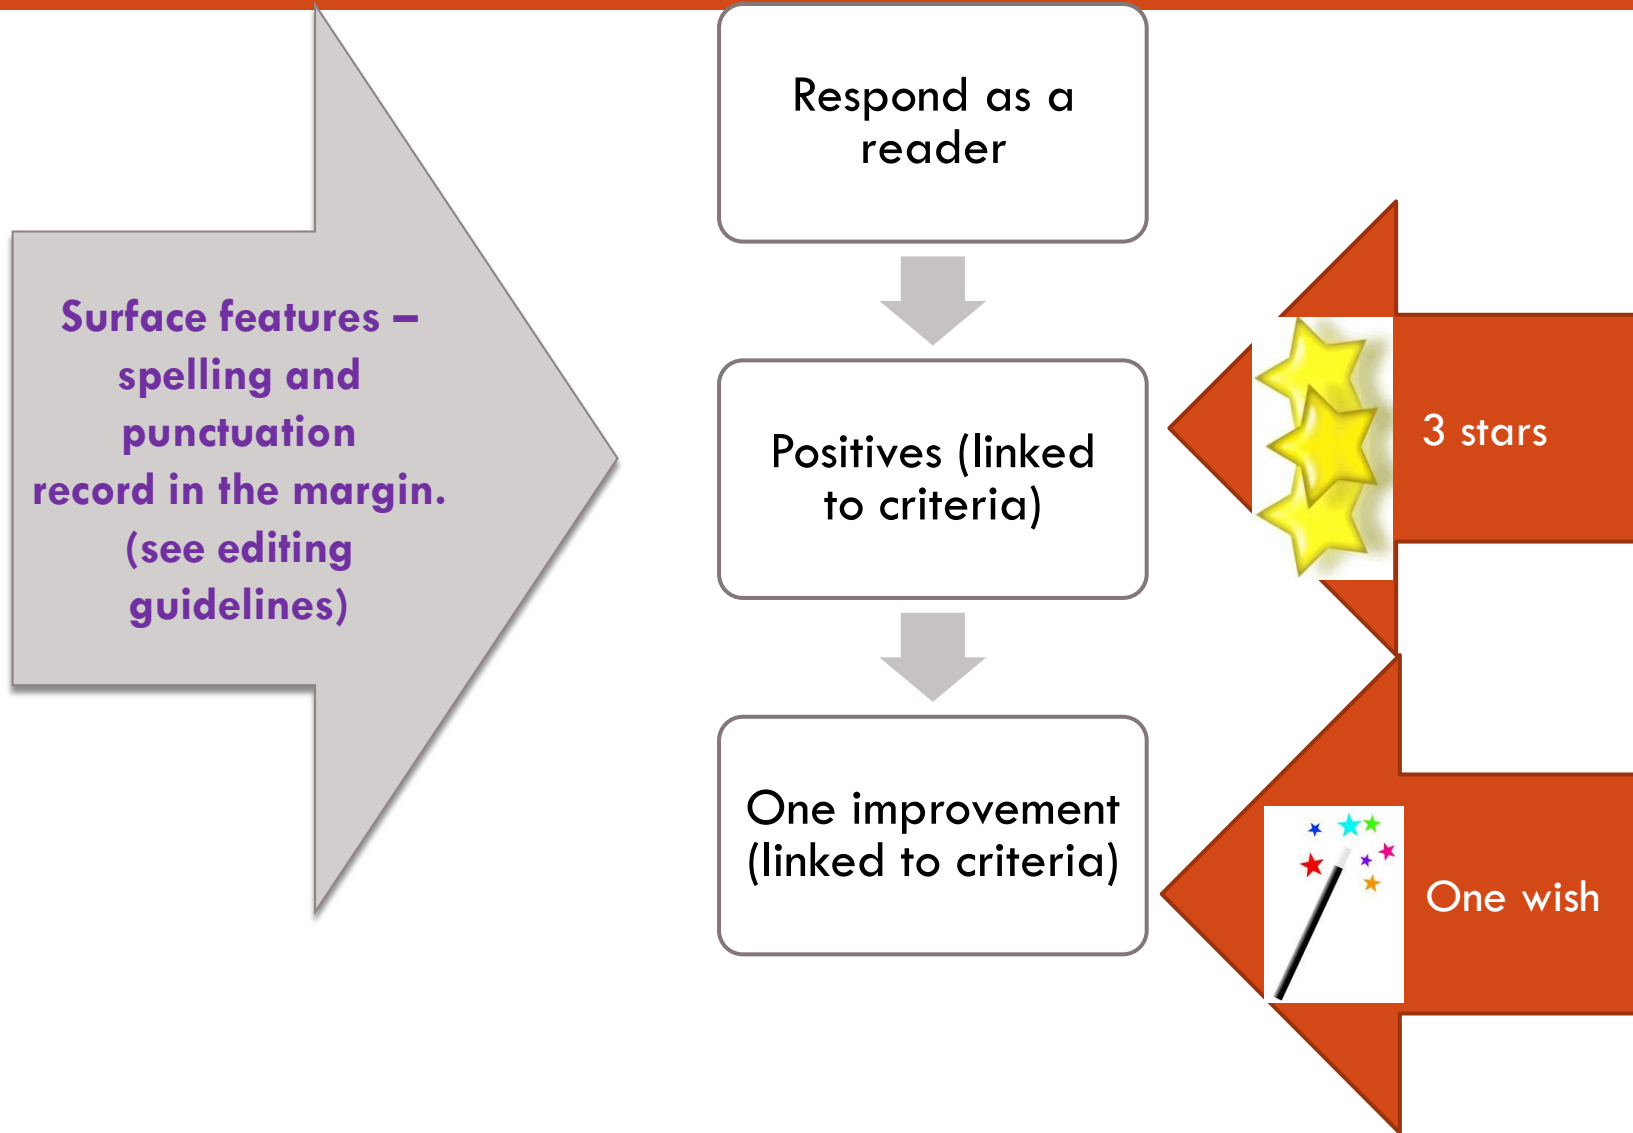 Respond as a
reader
Surface features –
spelling and
punctuation
record in the margin.
(see editing
guidelines)
Positives (linked
to criteria)
3 stars
One improvement
(linked to criteria)
One wish